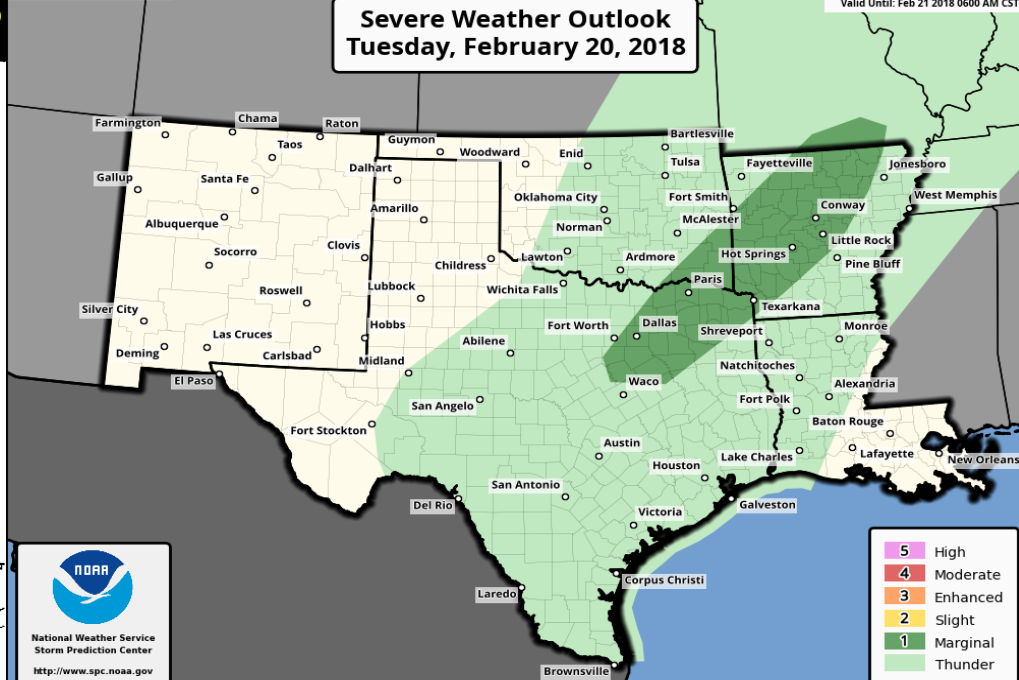 Valid Until: Feb 21 2018 0600 AM CST
Severe Weather Outlook
Tuesday, February 20, 2018
Farmington
Chama
Raton
Taos
Guymon
Woodward
Enid
Bartlesville
Tulsa
Fayetteville
Jonesboro
Gallup
Santa Fe
Dalhart
Amarillo
Oklahoma City
Norman
Fort Smith
McAlester
Conway
West Memphis
Albuquerque
Socorro
Clovis
Childress
Lawton
Ardmore
Hot Springs
Little Rock
Pine Bluff
Roswell
Lubbock
Wichita Falls
Paris
Texarkana
Silver City
Las Cruces
Hobbs
Fort Worth
Dallas
Shreveport
Monroe
Deming
Carlsbad
Midland
Abilene
Natchitoches
El Paso
Waco
Alexandria
San Angelo
Fort Polk
Fort Stockton
Baton Rouge
Austin
Lake Charles
Lafayette
New Orleans
Houston
Del Rio
San Antonio
Galveston
Victoria
Laredo
Corpus Christi
Brownsville
NOAA
National Weather Service
Storm Prediction Center
http://www.spc.noaa.gov
5 High
4 Moderate
3 Enhanced
2 Slight
1 Marginal
Thunder